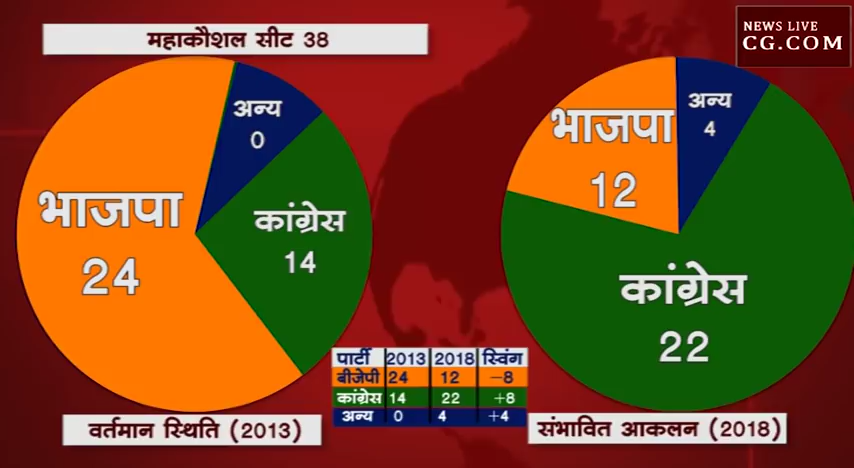 महाकौशल सीट 38
NEWS LIVE
CG.COM
भाजपा
24
अन्य
0
कांग्रेस
14
वर्तमान स्थिति (2013)
भाजपा
12
अन्य
4
कांग्रेस
22
संभावित आकलन (2018)
पार्टी 2013 2018 स्विंग
बीजेपी 24 12 -8
कांग्रेस 14 22 +8
अन्य 0 4 +4